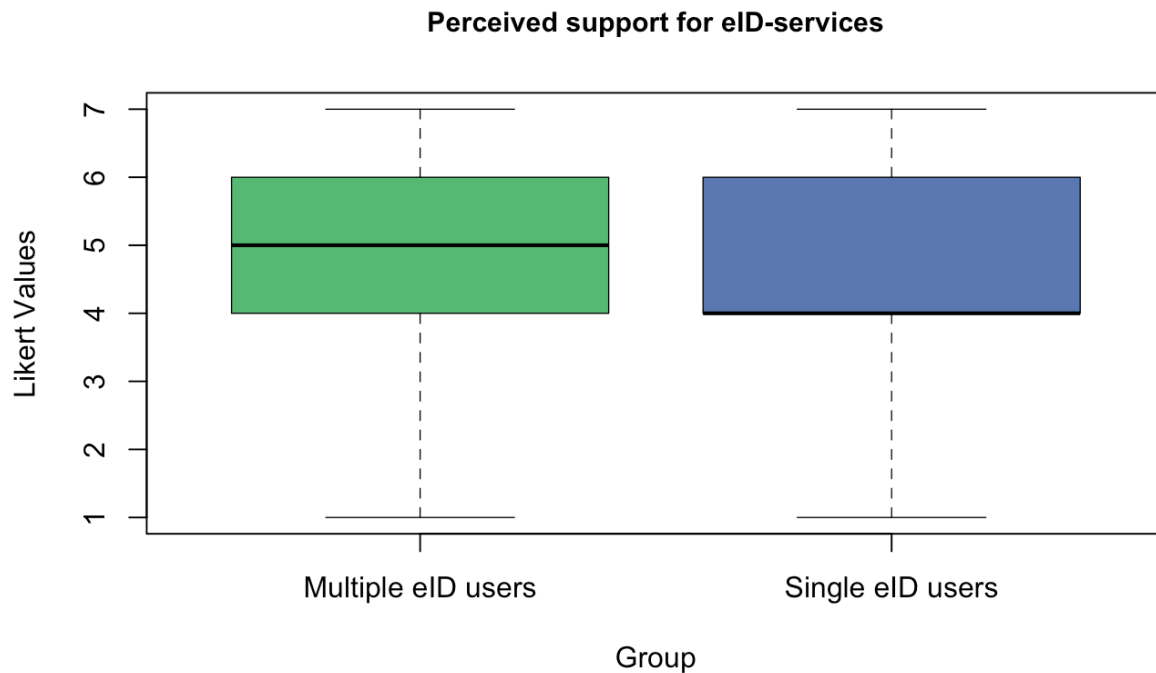 Perceived support for eID-services
Likert Values
7
6
5
4
3
2
1
Multiple eID users
Single eID users
Group